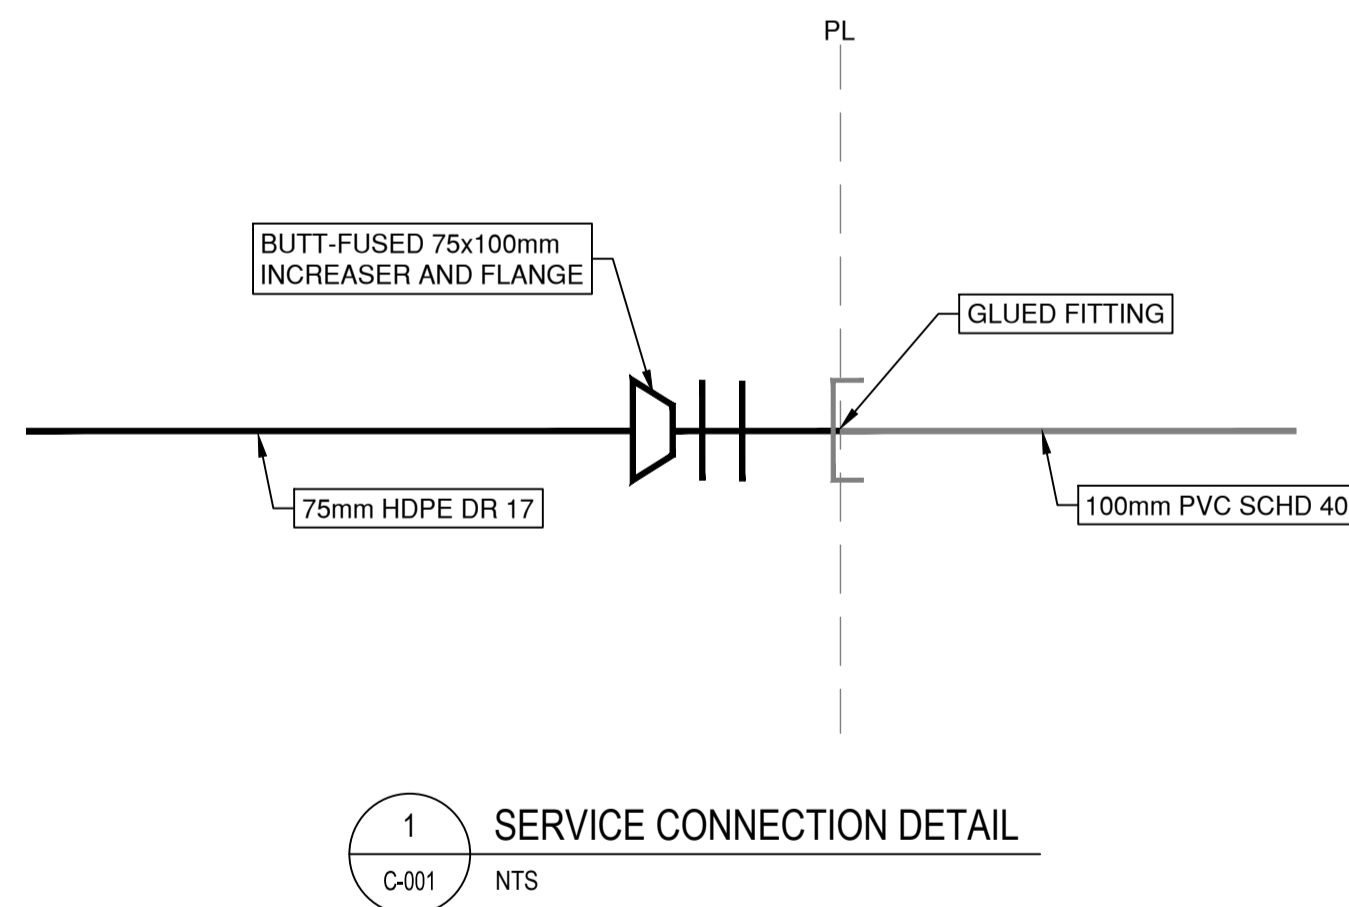 PL
BUTT-FUSED 75x100mm
INCREASER AND FLANGE
GLUED FITTING
75mm HDPE DR 17
100mm PVC SCHD 40
1
SERVICE CONNECTION DETAIL
C-001
NTS